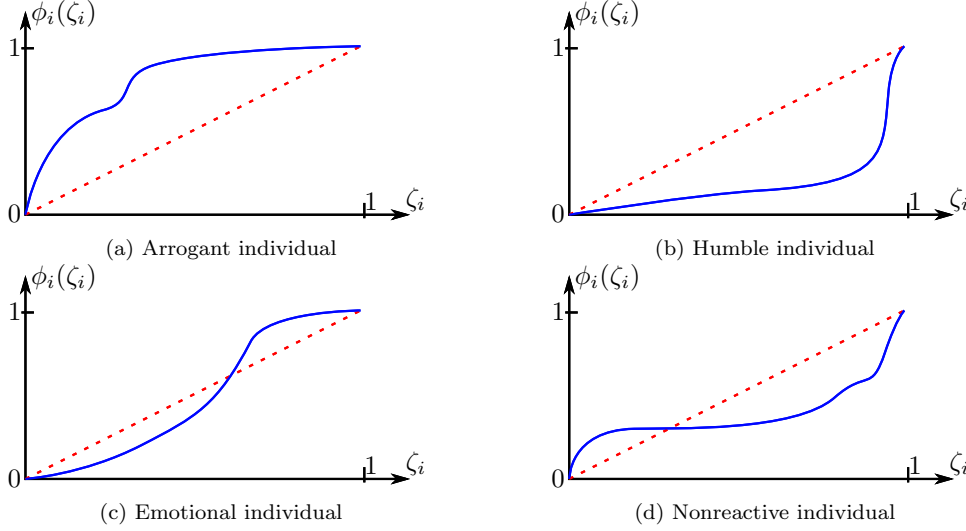 ϕᵢ(ζᵢ)
1
0
1
ζᵢ
(a) Arrogant individual
ϕᵢ(ζᵢ)
1
0
1
ζᵢ
(b) Humble individual
ϕᵢ(ζᵢ)
1
0
1
ζᵢ
(c) Emotional individual
ϕᵢ(ζᵢ)
1
0
1
ζᵢ
(d) Nonreactive individual